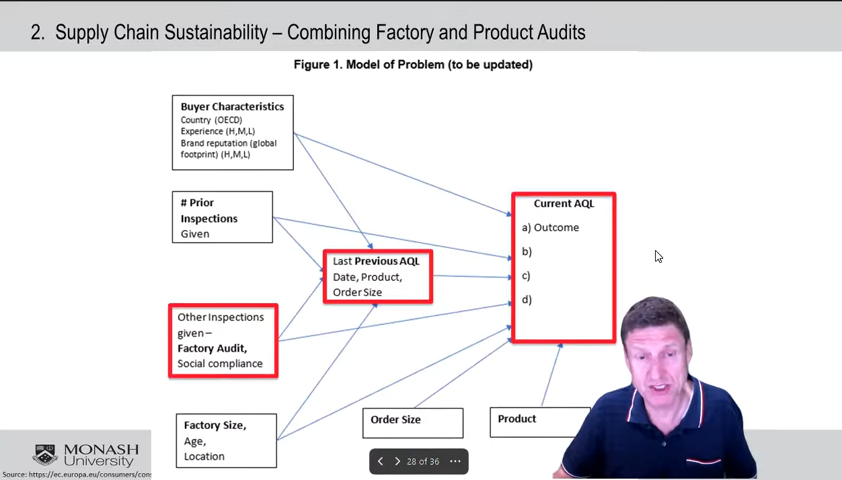 2. Supply Chain Sustainability – Combining Factory and Product Audits
Figure 1. Model of Problem (to be updated)
Buyer Characteristics
Country (OECD)
Experience (H,M,L)
Brand reputation (global
footprint) (H,M,L)
# Prior
Inspections
Given
Last Previous AQL
Date, Product,
Order Size
Current AQL
a) Outcome
b)
c)
d)
Other Inspections
given –
Factory Audit,
Social compliance
Factory Size,
Age,
Location
Order Size
Product
28 of 36
MONASH
University
Source: https://ec.europa.eu/consumers/cons